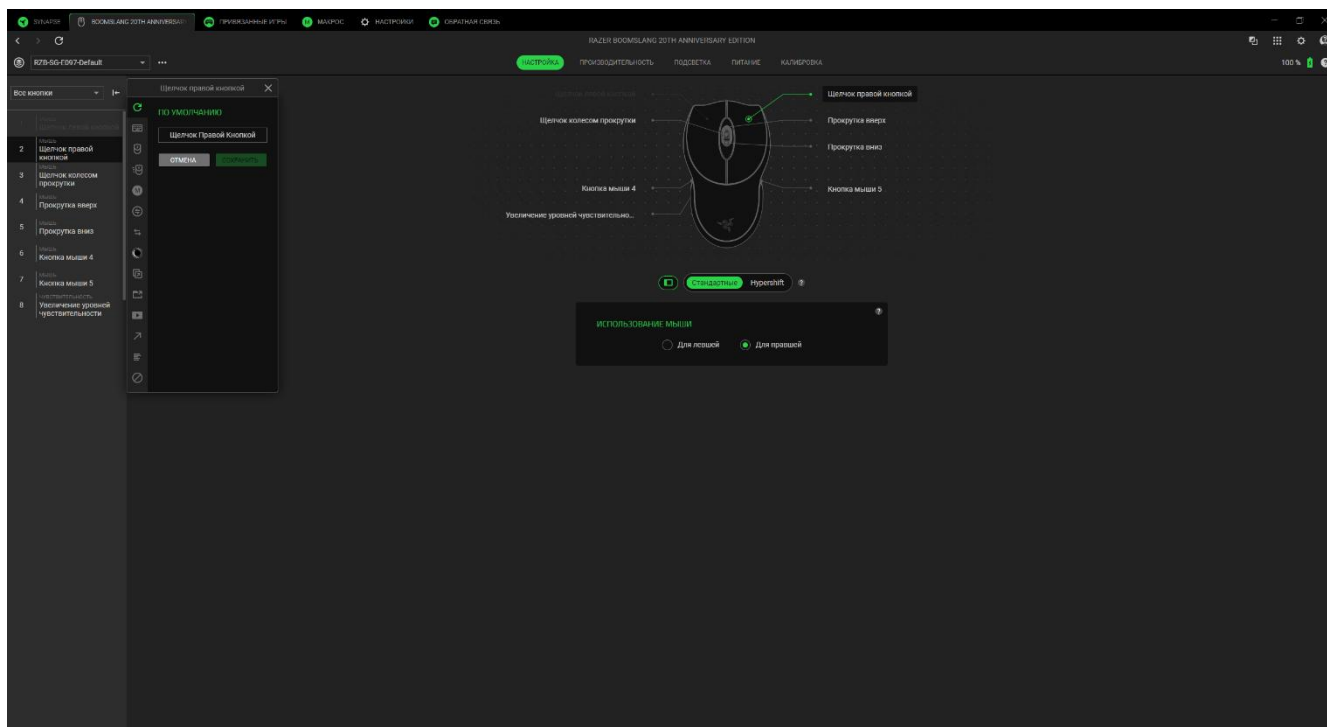 SYNAPSE
BOOMSLANG 20TH ANNIVERSARY
ПРИВЯЗАННЫЕ ИГРЫ
МАКРОС
НАСТРОЙКИ
ОБРАТНАЯ СВЯЗЬ
RAZER BOOMSLANG 20TH ANNIVERSARY EDITION
RZB-SG-E097-Default
НАСТРОЙКА
ПРОИЗВОДИТЕЛЬНОСТЬ
ПОДСВЕТКА
ПИТАНИЕ
КАЛИБРОВКА
100 %
Все кнопки
2
Мышь
Щелчок правой
кнопкой
3
Мышь
Щелчок колесом
прокрутки
4
Мышь
Прокрутка вверх
5
Мышь
Прокрутка вниз
6
Мышь
Кнопка мыши 4
7
Мышь
Кнопка мыши 5
8
Чувствительность
Увеличение уровней
чувствительности
Щелчок правой кнопкой
ПО УМОЛЧАНИЮ
Щелчок Правой Кнопкой
ОТМЕНА
СОХРАНИТЬ
Щелчок правой кнопкой
Щелчок колесом прокрутки
Прокрутка вверх
Прокрутка вниз
Кнопка мыши 4
Кнопка мыши 5
Увеличение уровней чувствительно...
Стандартные
Hypershift
ИСПОЛЬЗОВАНИЕ МЫШИ
Для левшей
Для правшей